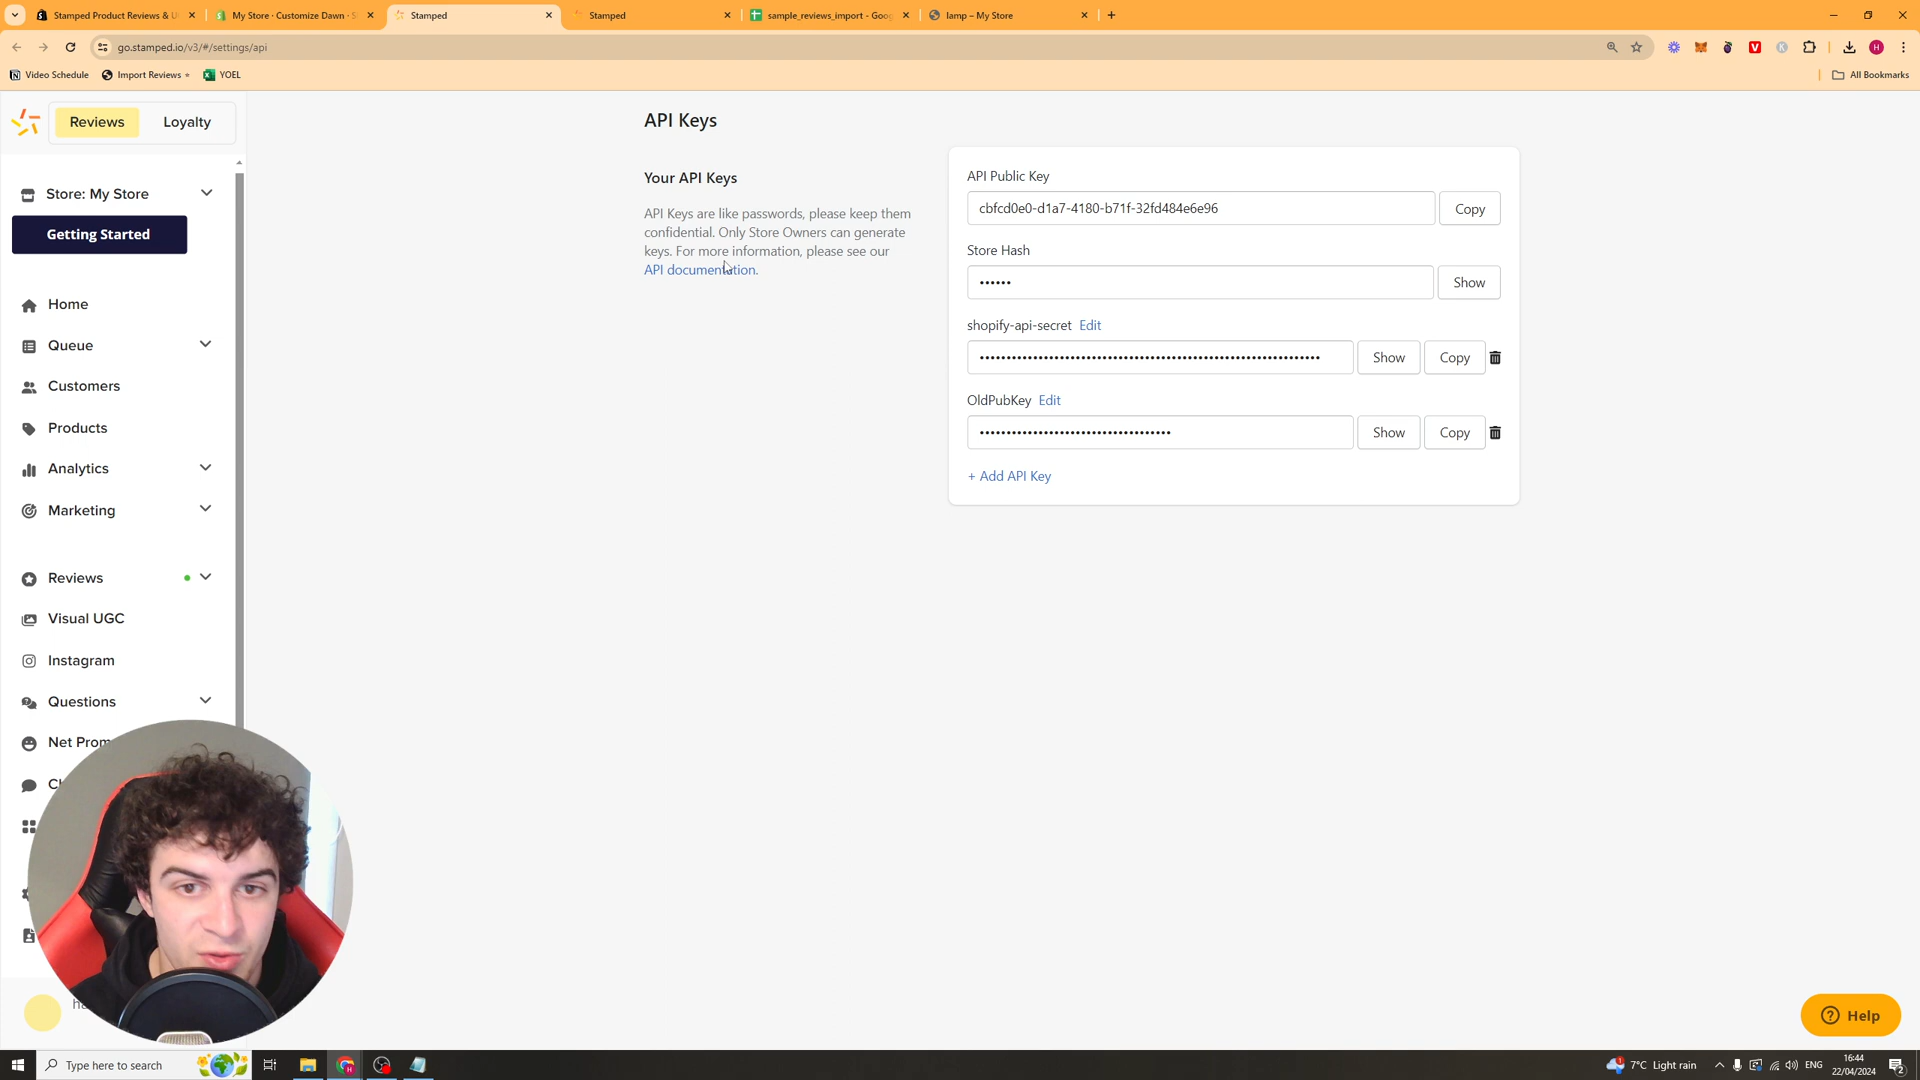 Stamped Product Reviews & U
My Store · Customize Dawn · S
Stamped
Stamped
sample_reviews_import - Goo
lamp – My Store
go.stamped.io/v3/#/settings/api
Video Schedule
Import Reviews
YOEL
All Bookmarks
Reviews
Loyalty
Store: My Store
Getting Started
Home
Queue
Customers
Products
Analytics
Marketing
Reviews
Visual UGC
Instagram
Questions
Net Prom
API Keys
Your API Keys
API Keys are like passwords, please keep them
confidential. Only Store Owners can generate
keys. For more information, please see our
API documentation.
API Public Key
cbfcd0e0-d1a7-4180-b71f-32fd484e6e96
Copy
Store Hash
••••••
Show
shopify-api-secret Edit
Show
Copy
OldPubKey Edit
Show
Copy
+ Add API Key
Help
Type here to search
7°C Light rain
ENG
16:44
22/04/2024